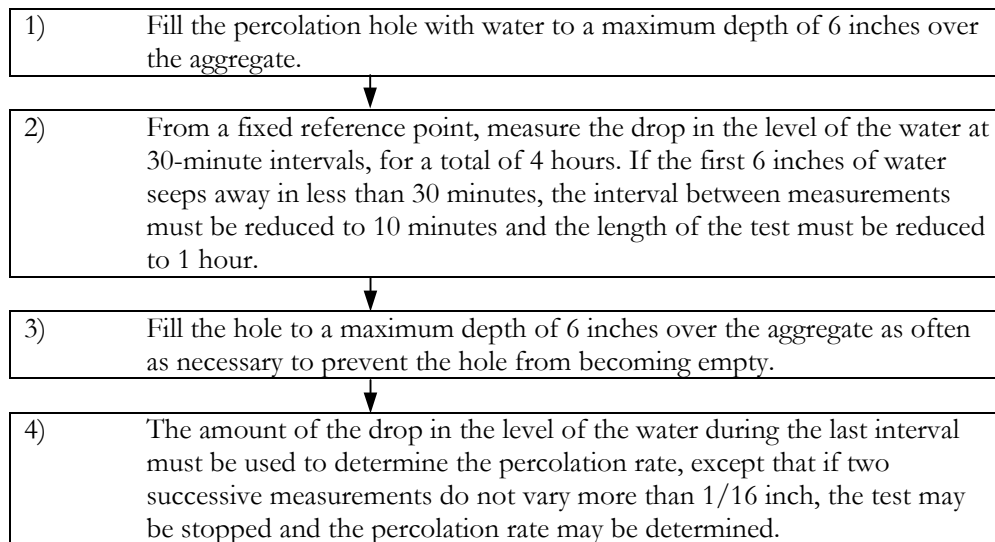 1) Fill the percolation hole with water to a maximum depth of 6 inches over
the aggregate.
2) From a fixed reference point, measure the drop in the level of the water at
30-minute intervals, for a total of 4 hours. If the first 6 inches of water
seeps away in less than 30 minutes, the interval between measurements
must be reduced to 10 minutes and the length of the test must be reduced
to 1 hour.
3) Fill the hole to a maximum depth of 6 inches over the aggregate as often
as necessary to prevent the hole from becoming empty.
4) The amount of the drop in the level of the water during the last interval
must be used to determine the percolation rate, except that if two
successive measurements do not vary more than 1/16 inch, the test may
be stopped and the percolation rate may be determined.